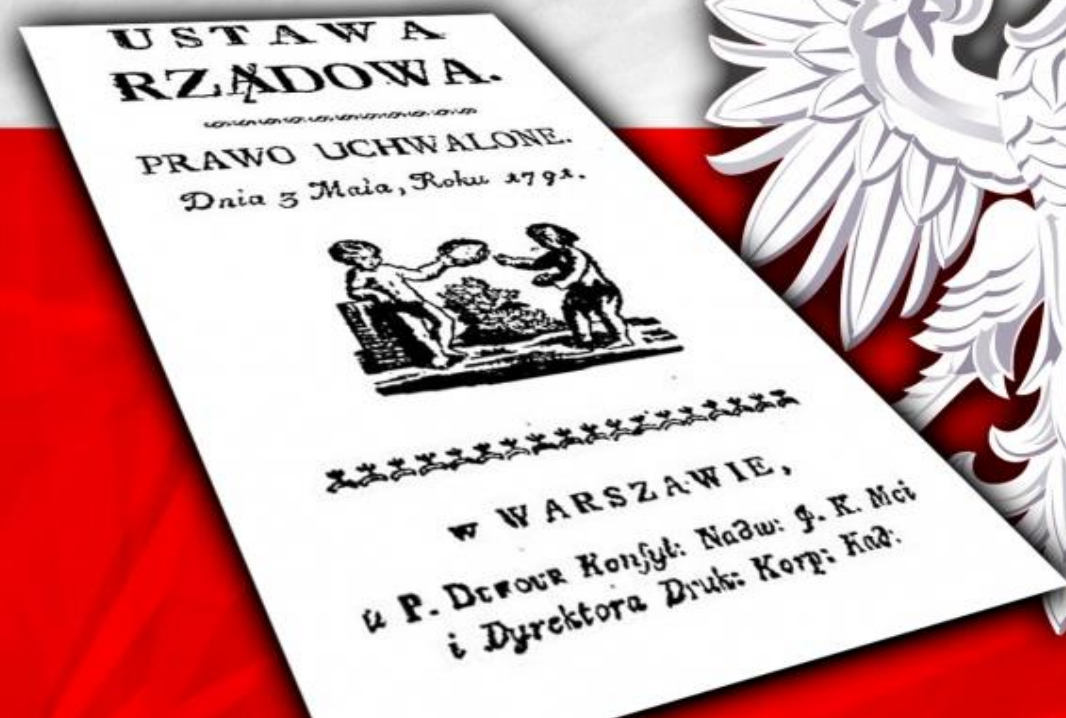 USTAWA
RZĄDOWA.
PRAWO UCHWALONE.
Dnia 3 Maia, Roku 1791.
w WARSZAWIE,
u P. DUFOUR Konſyl: Nadw: J. K. Mci
i Dyrektora Druk: Korp: Kad: